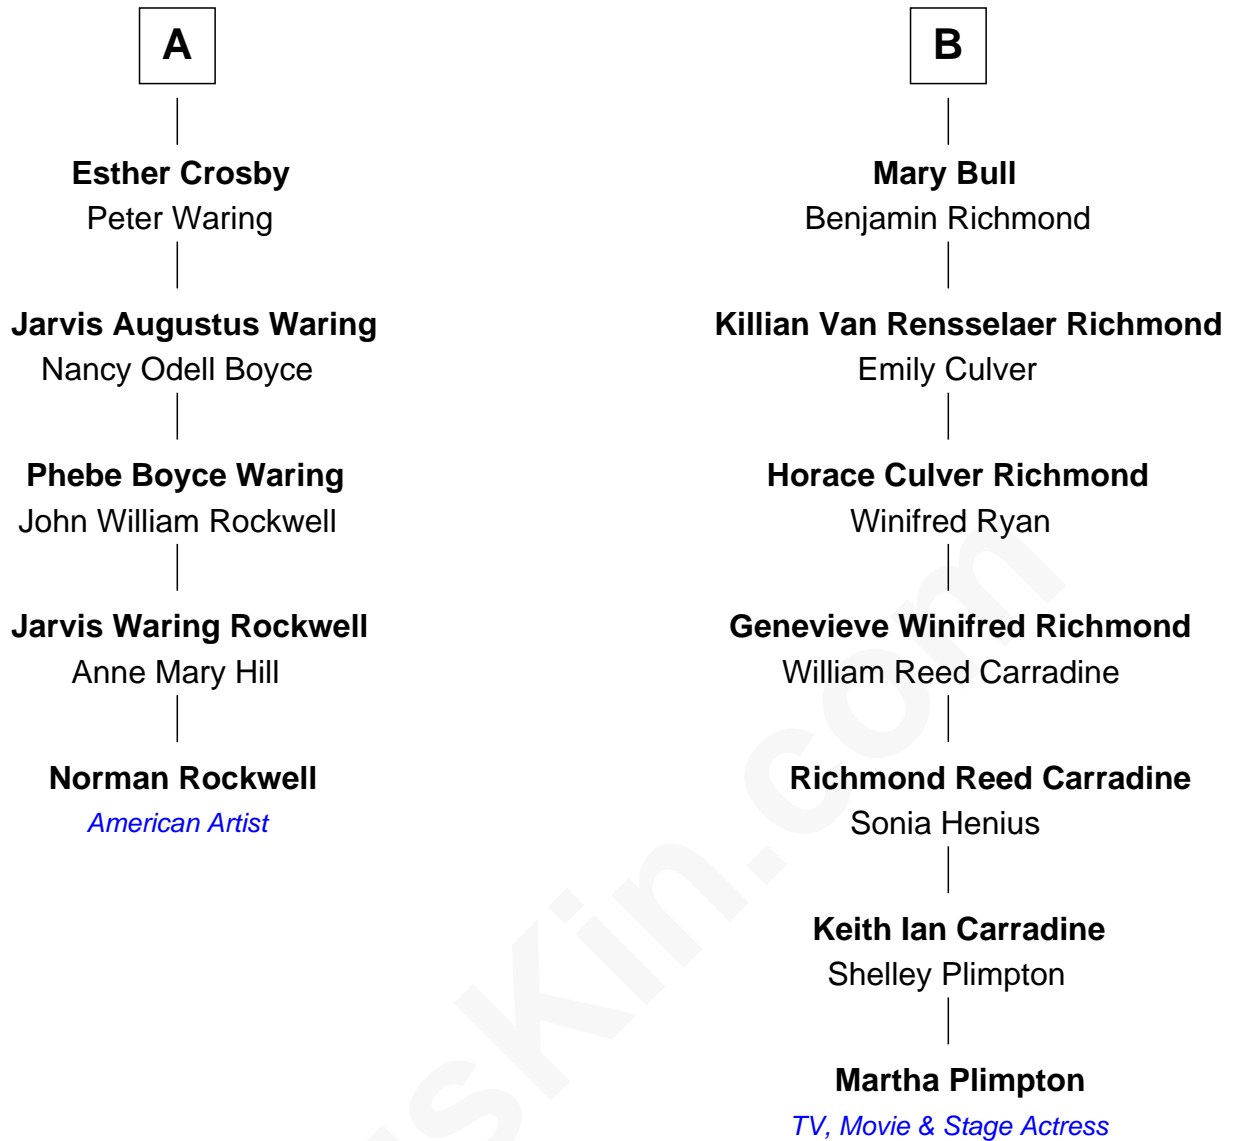 A
Esther Crosby
Peter Waring
Jarvis Augustus Waring
Nancy Odell Boyce
Phebe Boyce Waring
John William Rockwell
Jarvis Waring Rockwell
Anne Mary Hill
Norman Rockwell
American Artist
B
Mary Bull
Benjamin Richmond
Killian Van Rensselaer Richmond
Emily Culver
Horace Culver Richmond
Winifred Ryan
Genevieve Winifred Richmond
William Reed Carradine
Richmond Reed Carradine
Sonia Henius
Keith Ian Carradine
Shelley Plimpton
Martha Plimpton
TV, Movie & Stage Actress
usKin.com